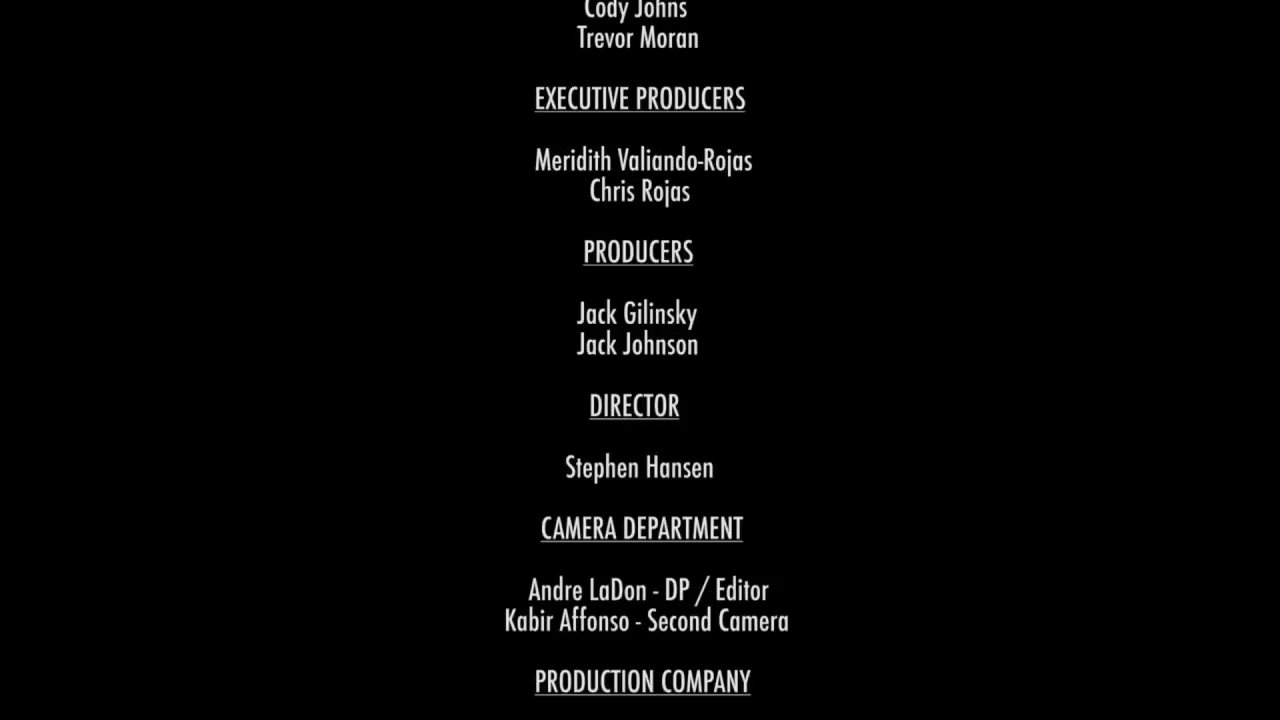 Cody Johns
Trevor Moran
EXECUTIVE PRODUCERS
Meridith Valiando-Rojas
Chris Rojas
PRODUCERS
Jack Gilinsky
Jack Johnson
DIRECTOR
Stephen Hansen
CAMERA DEPARTMENT
Andre LaDon - DP / Editor
Kabir Affonso - Second Camera
PRODUCTION COMPANY